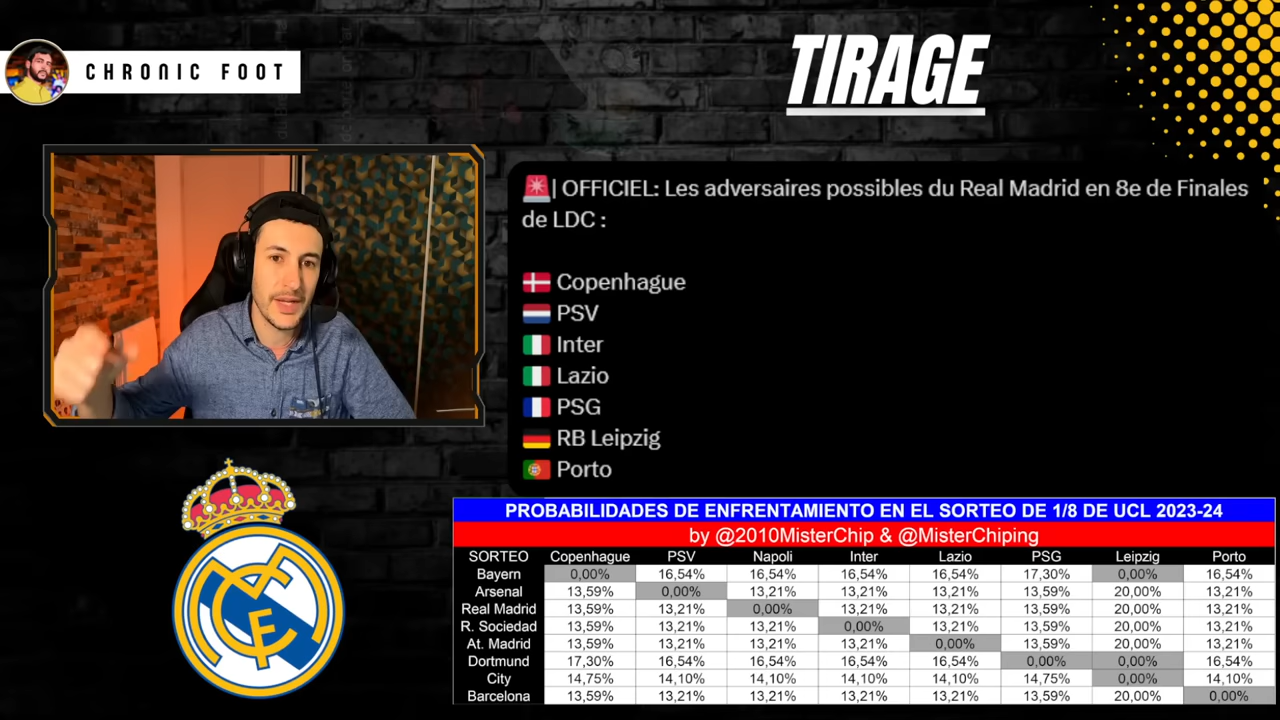 CHRONIC FOOT
TIRAGE
| OFFICIEL: Les adversaires possibles du Real Madrid en 8e de Finales
de LDC :
Copenhague
PSV
Inter
Lazio
PSG
RB Leipzig
Porto
PROBABILIDADES DE ENFRENTAMIENTO EN EL SORTEO DE 1/8 DE UCL 2023-24
by @2010MisterChip & @MisterChiping
SORTEO Copenhague PSV Napoli Inter Lazio PSG Leipzig Porto
Bayern 0,00% 16,54% 16,54% 16,54% 16,54% 17,30% 0,00% 16,54%
Arsenal 13,59% 0,00% 13,21% 13,21% 13,21% 13,59% 20,00% 13,21%
Real Madrid 13,59% 13,21% 0,00% 13,21% 13,21% 13,59% 20,00% 13,21%
R. Sociedad 13,59% 13,21% 13,21% 0,00% 13,21% 13,59% 20,00% 13,21%
At. Madrid 13,59% 13,21% 13,21% 13,21% 0,00% 13,59% 20,00% 13,21%
Dortmund 17,30% 16,54% 16,54% 16,54% 16,54% 0,00% 0,00% 16,54%
City 14,75% 14,10% 14,10% 14,10% 14,10% 14,75% 0,00% 14,10%
Barcelona 13,59% 13,21% 13,21% 13,21% 13,21% 13,59% 20,00% 0,00%